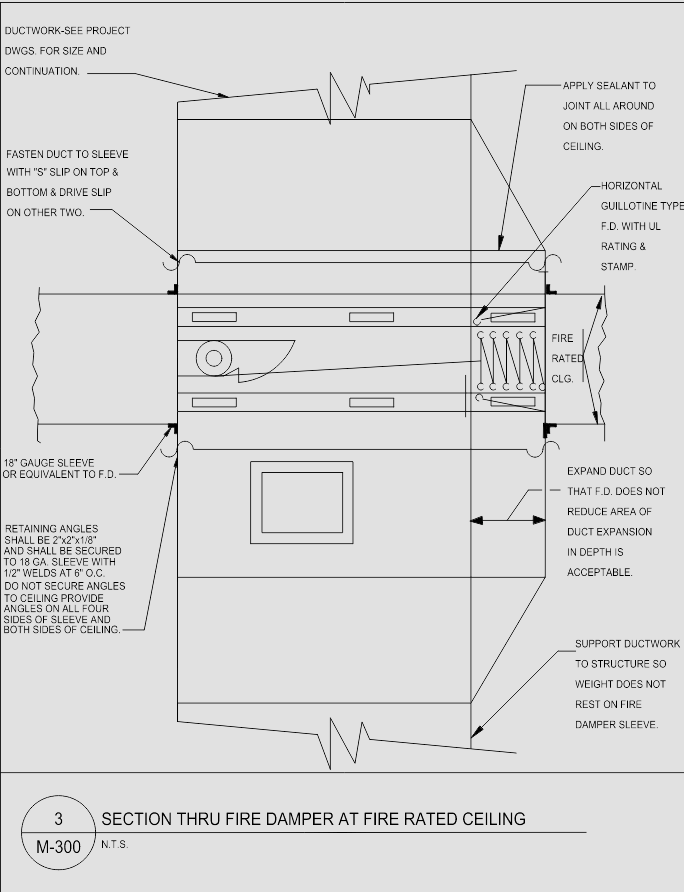 DUCTWORK-SEE PROJECT
DWGS. FOR SIZE AND
CONTINUATION.
APPLY SEALANT TO
JOINT ALL AROUND
ON BOTH SIDES OF
CEILING.
FASTEN DUCT TO SLEEVE
WITH "S" SLIP ON TOP &
BOTTOM & DRIVE SLIP
ON OTHER TWO.
HORIZONTAL
GUILLOTINE TYPE
F.D. WITH UL
RATING &
STAMP.
FIRE
RATED
CLG.
18" GAUGE SLEEVE
OR EQUIVALENT TO F.D.
EXPAND DUCT SO
THAT F.D. DOES NOT
REDUCE AREA OF
DUCT EXPANSION
IN DEPTH IS
ACCEPTABLE.
RETAINING ANGLES
SHALL BE 2"x2"x1/8"
AND SHALL BE SECURED
TO 18 GA. SLEEVE WITH
1/2" WELDS AT 6" O.C.
DO NOT SECURE ANGLES
TO CEILING PROVIDE
ANGLES ON ALL FOUR
SIDES OF SLEEVE AND
BOTH SIDES OF CEILING.
SUPPORT DUCTWORK
TO STRUCTURE SO
WEIGHT DOES NOT
REST ON FIRE
DAMPER SLEEVE.
3
M-300
SECTION THRU FIRE DAMPER AT FIRE RATED CEILING
N.T.S.